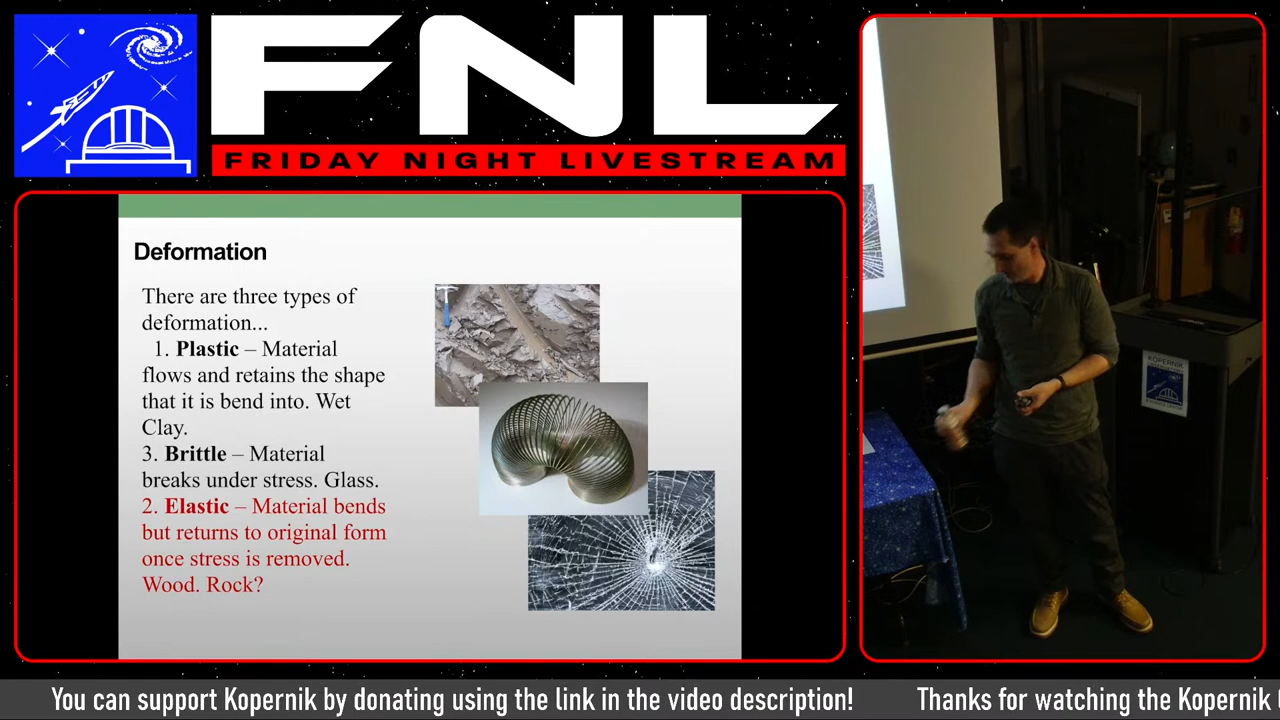 FNL
FRIDAY NIGHT LIVESTREAM
Deformation
There are three types of
deformation...
1. Plastic – Material
flows and retains the shape
that it is bend into. Wet
Clay.
3. Brittle – Material
breaks under stress. Glass.
2. Elastic – Material bends
but returns to original form
once stress is removed.
Wood. Rock?
KOPERNIK
You can support Kopernik by donating using the link in the video description!
Thanks for watching the Kopernik